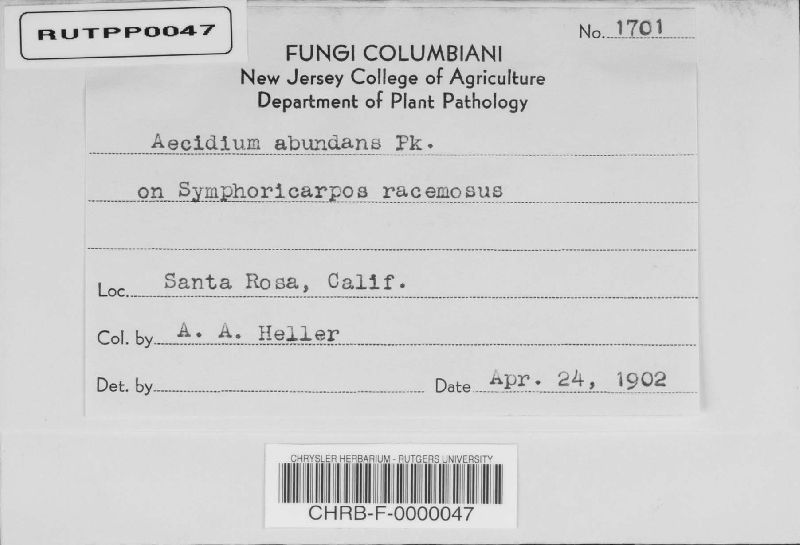 RUTPP0047
No. 1701
FUNGI COLUMBIANI
New Jersey College of Agriculture
Department of Plant Pathology
Aecidium abundans Pk.
on Symphoricarpos racemosus
Loc. Santa Rosa, Calif.
Col. by A. A. Heller
Det. by Date Apr. 24, 1902
CHRYSLER HERBARIUM - RUTGERS UNIVERSITY
CHRB-F-0000047